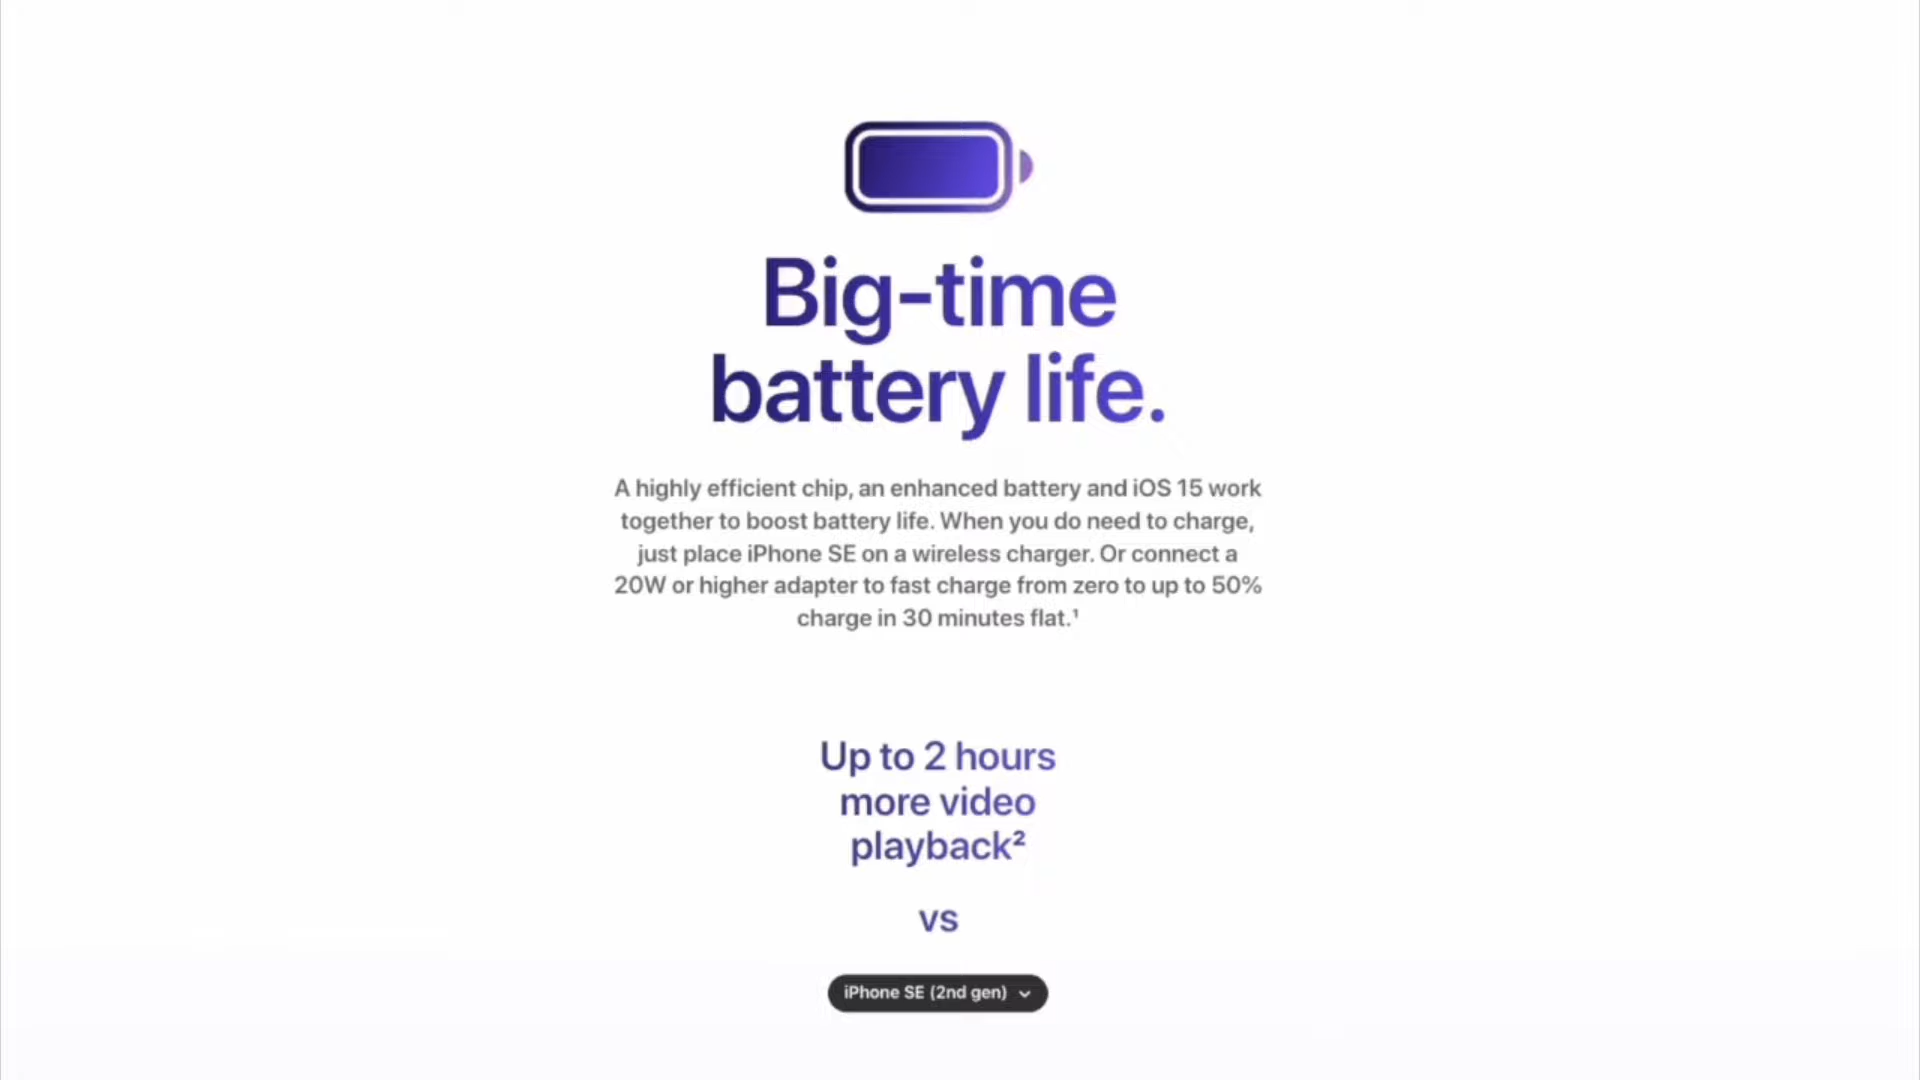 Big-time
battery life.
A highly efficient chip, an enhanced battery and iOS 15 work
together to boost battery life. When you do need to charge,
just place iPhone SE on a wireless charger. Or connect a
20W or higher adapter to fast charge from zero to up to 50%
charge in 30 minutes flat.¹
Up to 2 hours
more video
playback²
vs
iPhone SE (2nd gen)